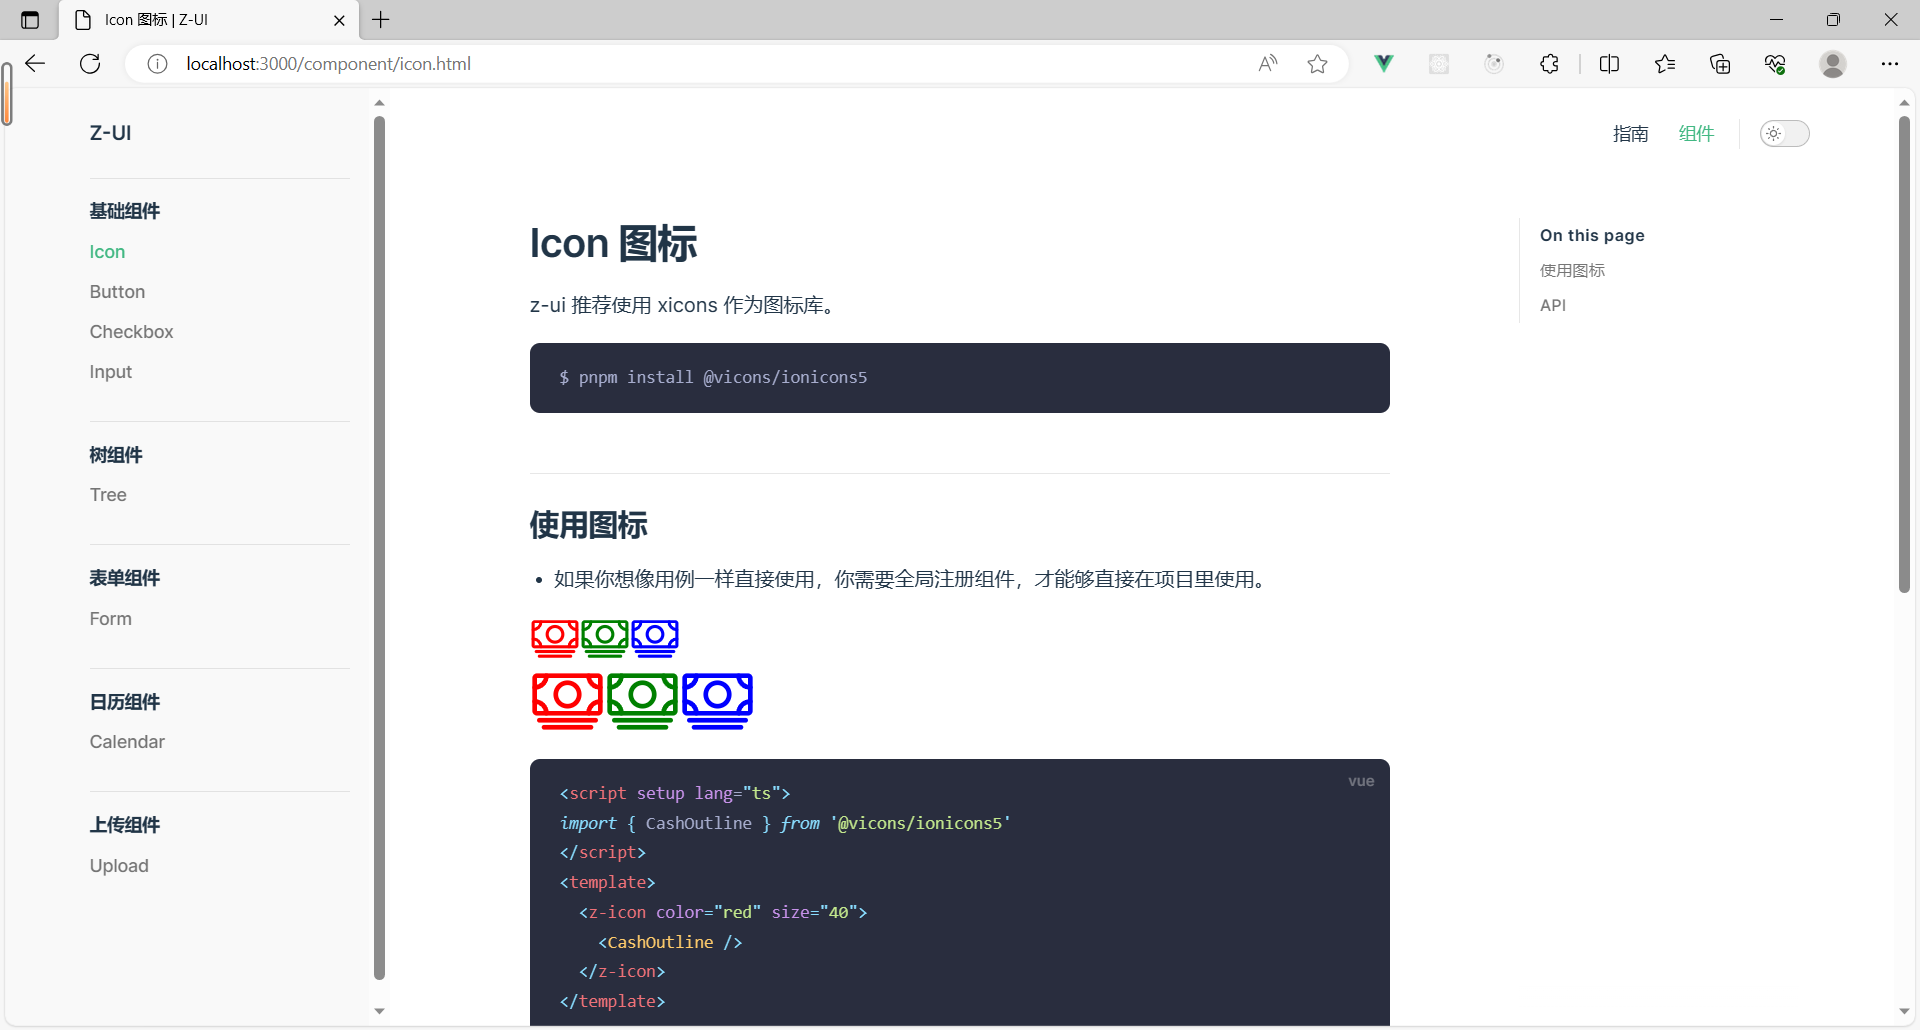 Icon 图标 | Z-UI
localhost:3000/component/icon.html
Z-UI
指南 组件
基础组件
Icon
Button
Checkbox
Input
树组件
Tree
表单组件
Form
日历组件
Calendar
上传组件
Upload
Icon 图标
z-ui 推荐使用 xicons 作为图标库。
$ pnpm install @vicons/ionicons5
使用图标
• 如果你想像用例一样直接使用，你需要全局注册组件，才能够直接在项目里使用。
vue
<script setup lang="ts">
import { CashOutline } from '@vicons/ionicons5'
</script>
<template>
  <z-icon color="red" size="40">
    <CashOutline />
  </z-icon>
</template>
On this page
使用图标
API